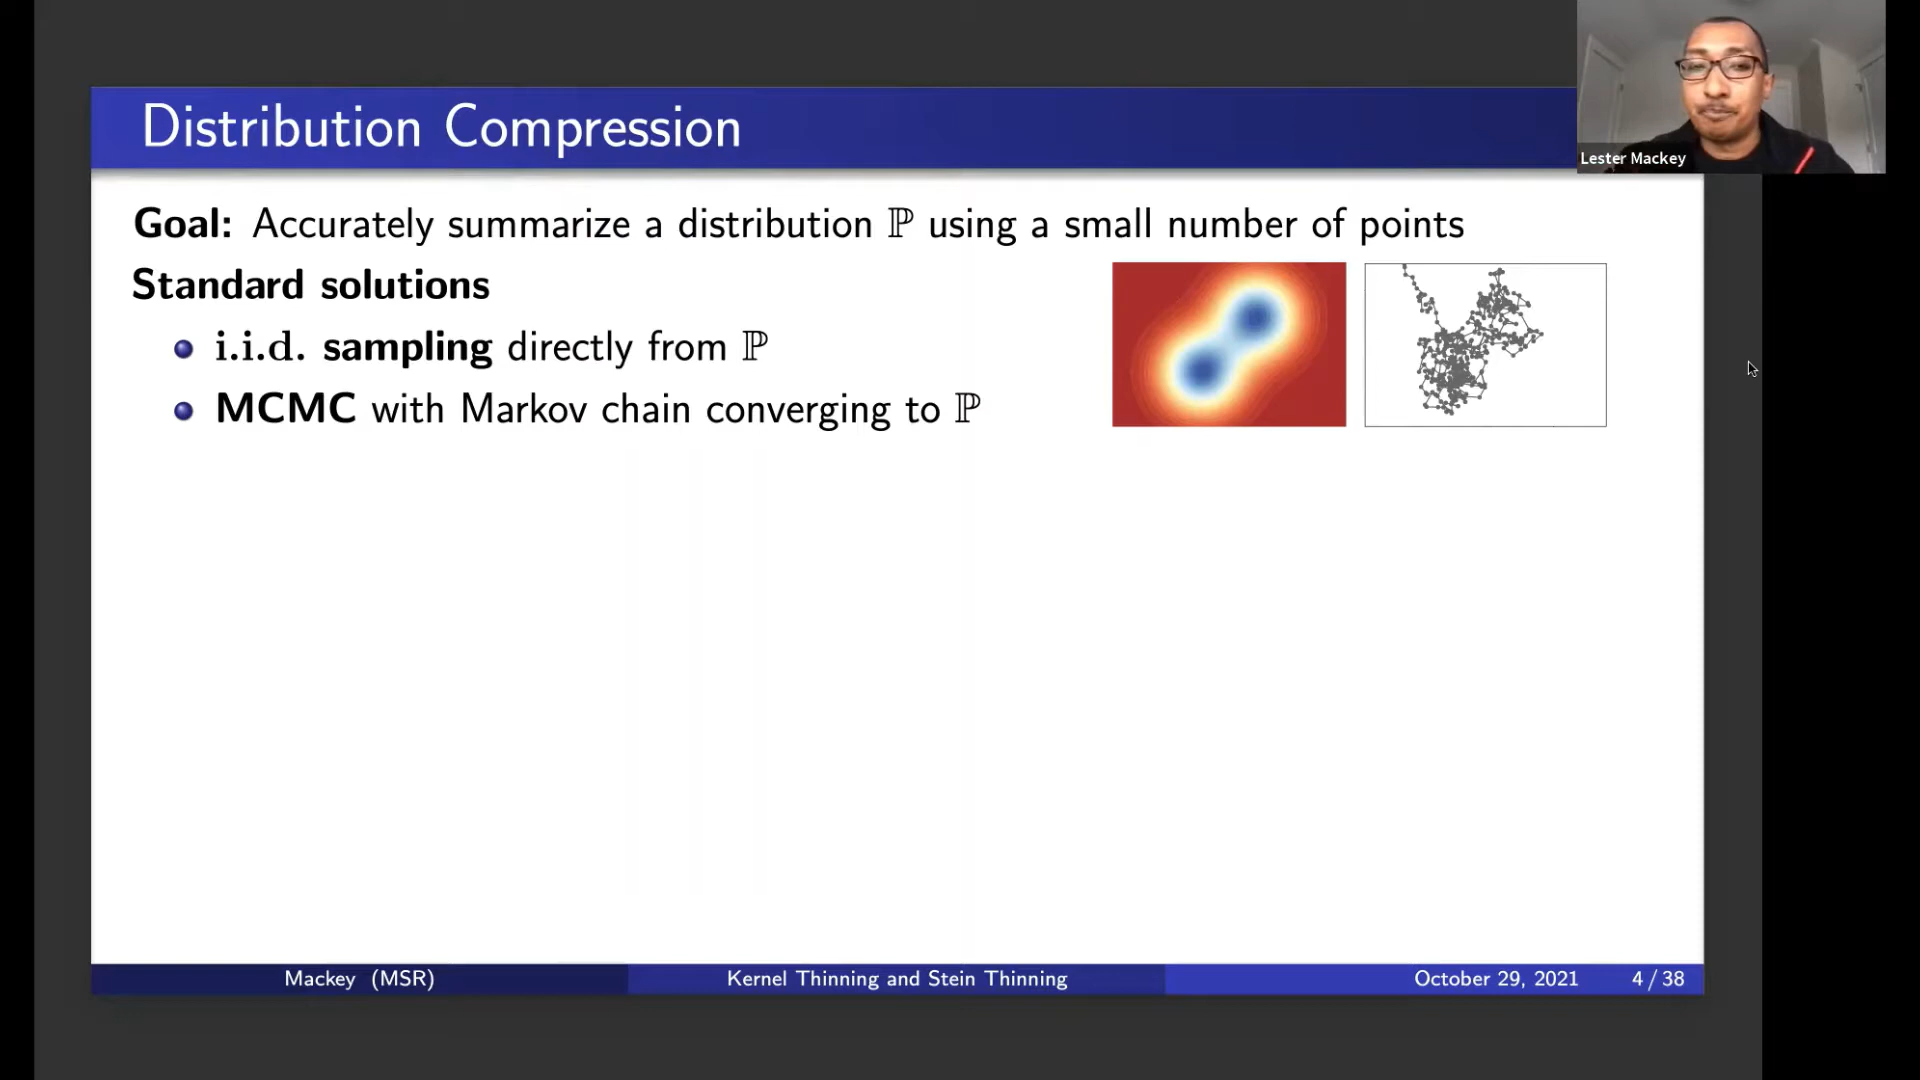 Distribution Compression
Lester Mackey
Goal: Accurately summarize a distribution ℙ using a small number of points
Standard solutions
i.i.d. sampling directly from ℙ
MCMC with Markov chain converging to ℙ
Mackey (MSR)
Kernel Thinning and Stein Thinning
October 29, 2021
4 / 38